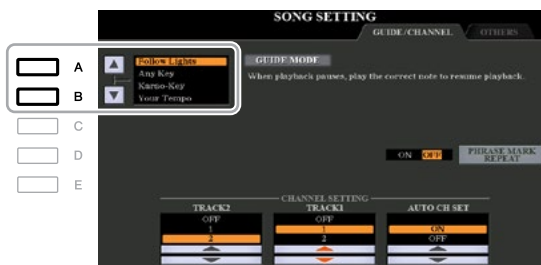 SONG SETTING
GUIDE/CHANNEL OTHERS
A
B
C
D
E
Follow Lights
Any Key
Karao-Key
Your Tempo
GUIDE MODE
When playback pauses, play the correct note to resume playback.
ON OFF
PHRASE MARK
REPEAT
CHANNEL SETTING
TRACK2 TRACK1 AUTO CH SET
OFF OFF
1 1 ON
2 2 OFF